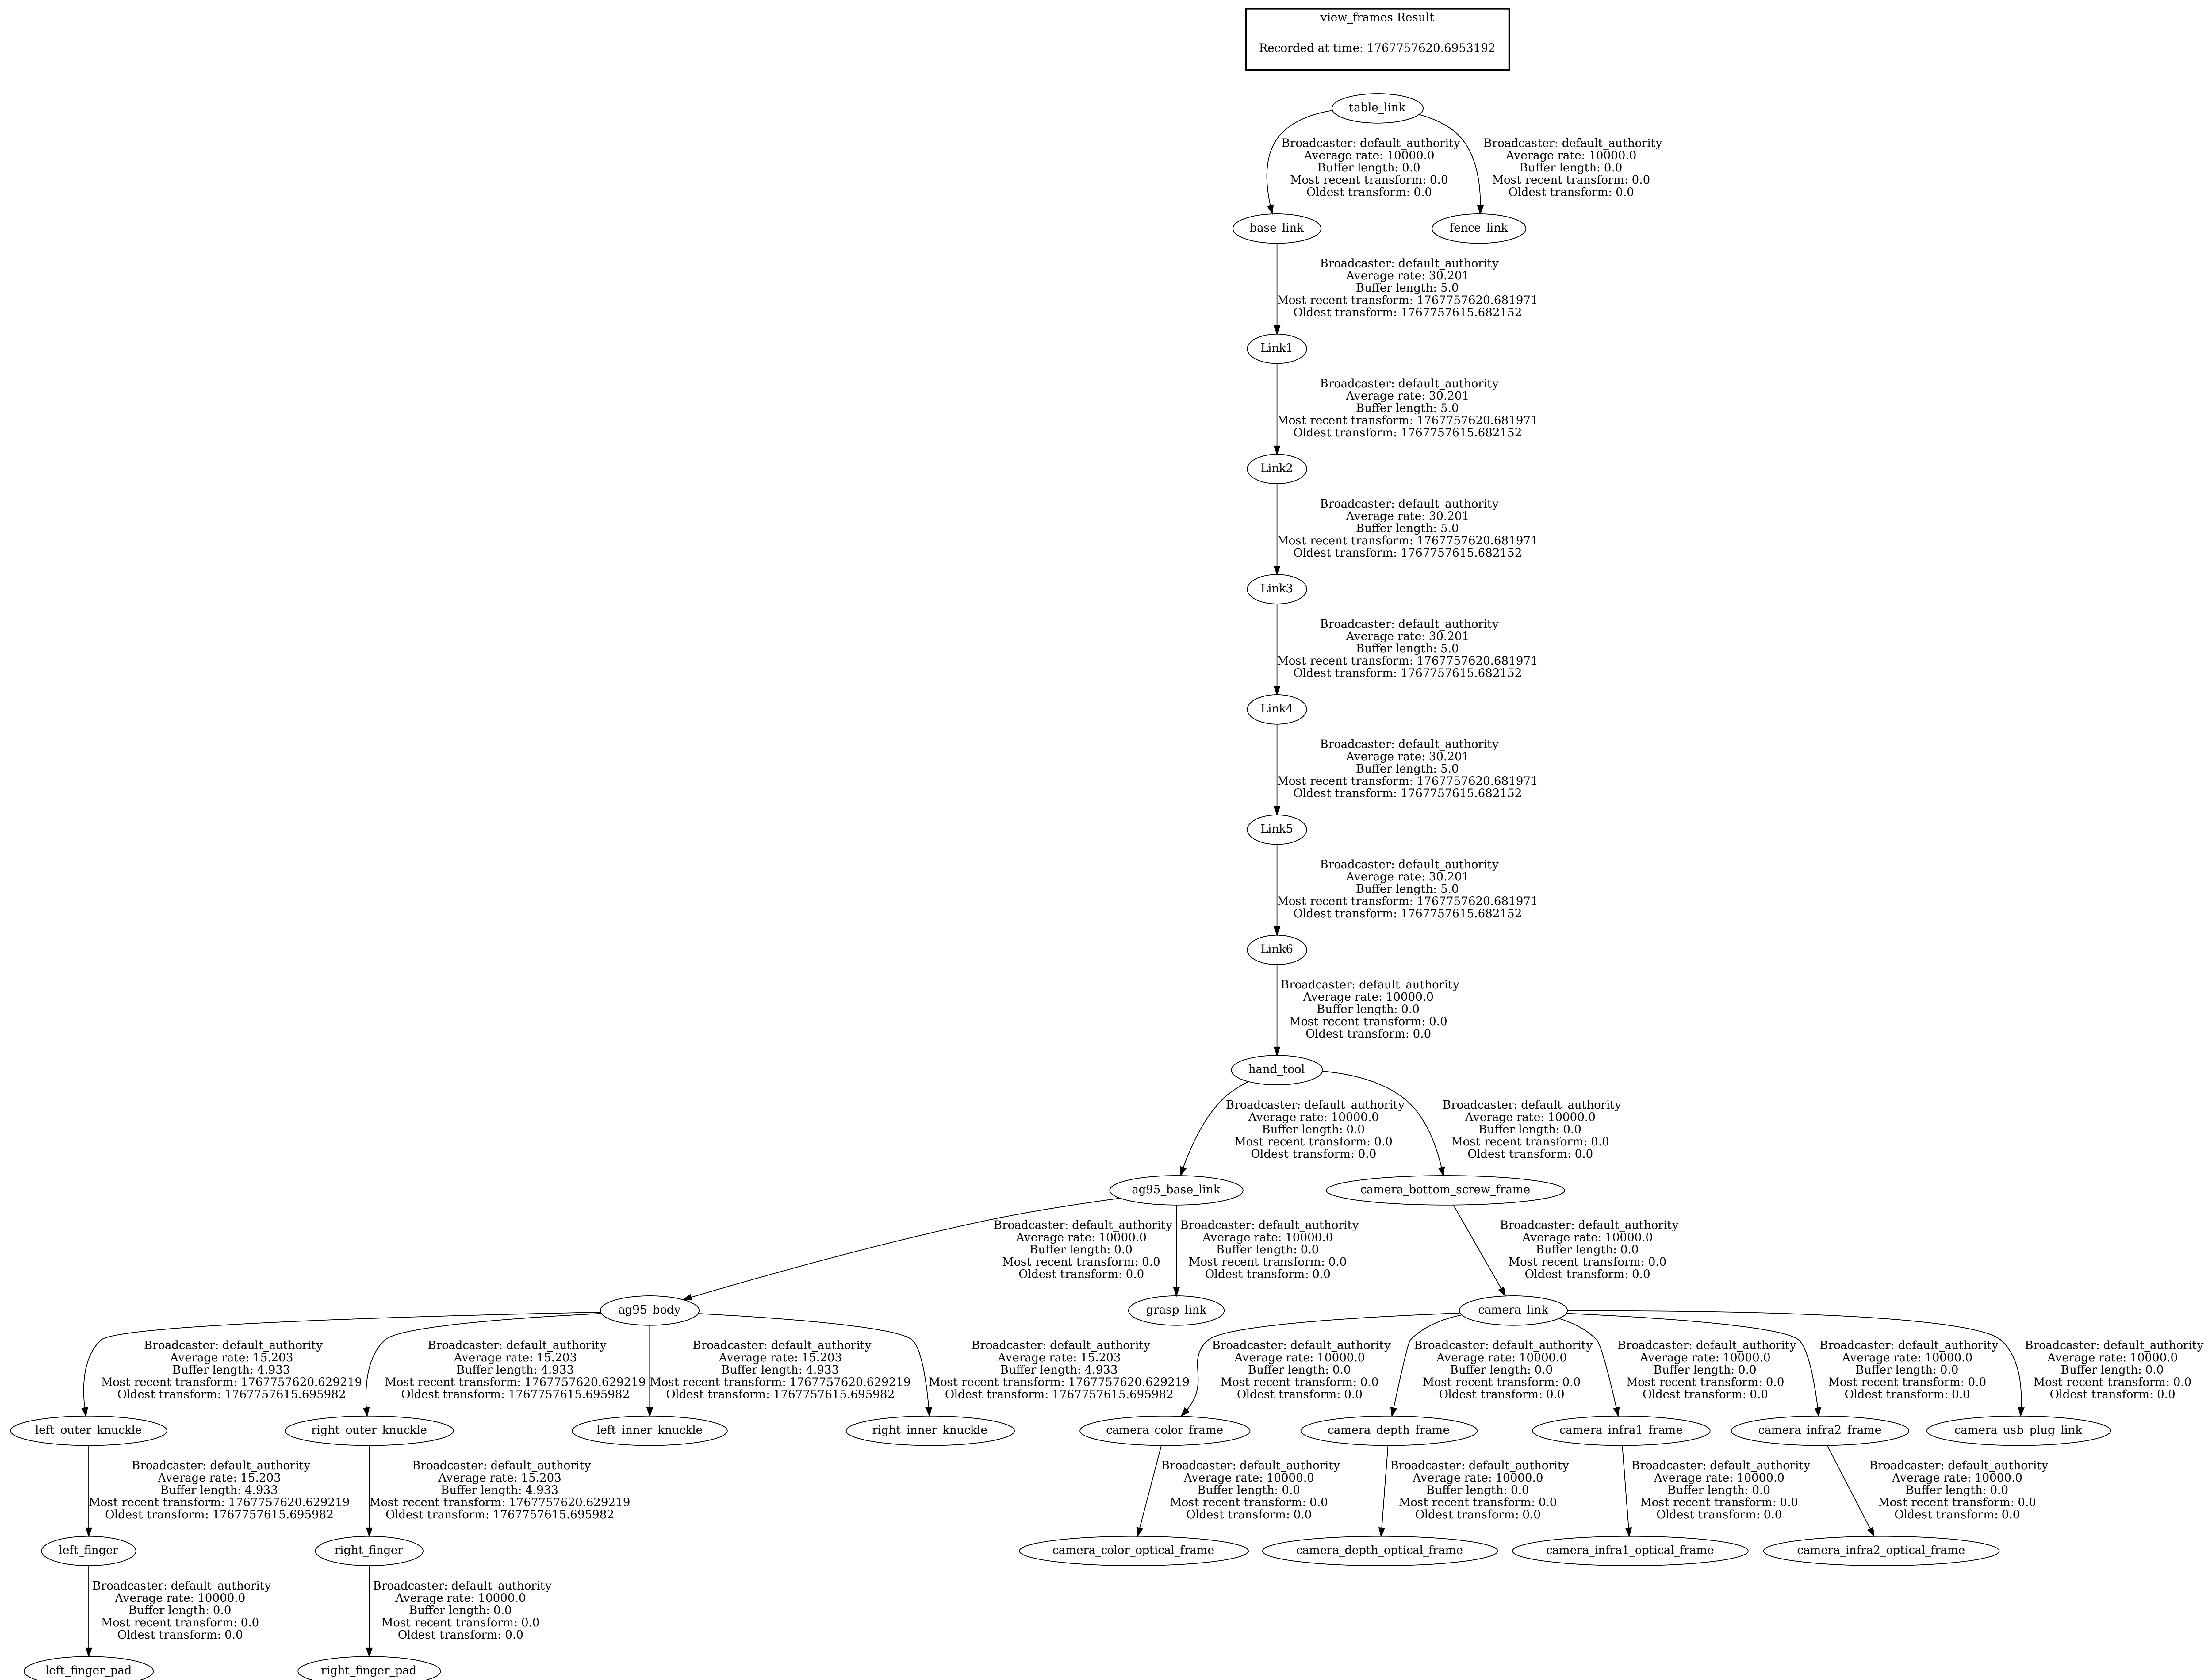 view_frames Result
Recorded at time: 1767757620.6953192
table_link
Broadcaster: default_authority
Average rate: 10000.0
Buffer length: 0.0
Most recent transform: 0.0
Oldest transform: 0.0
Broadcaster: default_authority
Average rate: 10000.0
Buffer length: 0.0
Most recent transform: 0.0
Oldest transform: 0.0
base_link
fence_link
Broadcaster: default_authority
Average rate: 30.201
Buffer length: 5.0
Most recent transform: 1767757620.681971
Oldest transform: 1767757615.682152
Link1
Broadcaster: default_authority
Average rate: 30.201
Buffer length: 5.0
Most recent transform: 1767757620.681971
Oldest transform: 1767757615.682152
Link2
Broadcaster: default_authority
Average rate: 30.201
Buffer length: 5.0
Most recent transform: 1767757620.681971
Oldest transform: 1767757615.682152
Link3
Broadcaster: default_authority
Average rate: 30.201
Buffer length: 5.0
Most recent transform: 1767757620.681971
Oldest transform: 1767757615.682152
Link4
Broadcaster: default_authority
Average rate: 30.201
Buffer length: 5.0
Most recent transform: 1767757620.681971
Oldest transform: 1767757615.682152
Link5
Broadcaster: default_authority
Average rate: 30.201
Buffer length: 5.0
Most recent transform: 1767757620.681971
Oldest transform: 1767757615.682152
Link6
Broadcaster: default_authority
Average rate: 10000.0
Buffer length: 0.0
Most recent transform: 0.0
Oldest transform: 0.0
hand_tool
Broadcaster: default_authority
Average rate: 10000.0
Buffer length: 0.0
Most recent transform: 0.0
Oldest transform: 0.0
Broadcaster: default_authority
Average rate: 10000.0
Buffer length: 0.0
Most recent transform: 0.0
Oldest transform: 0.0
ag95_base_link
camera_bottom_screw_frame
Broadcaster: default_authority
Average rate: 10000.0
Buffer length: 0.0
Most recent transform: 0.0
Oldest transform: 0.0
Broadcaster: default_authority
Average rate: 10000.0
Buffer length: 0.0
Most recent transform: 0.0
Oldest transform: 0.0
Broadcaster: default_authority
Average rate: 10000.0
Buffer length: 0.0
Most recent transform: 0.0
Oldest transform: 0.0
ag95_body
grasp_link
camera_link
Broadcaster: default_authority
Average rate: 15.203
Buffer length: 4.933
Most recent transform: 1767757620.629219
Oldest transform: 1767757615.695982
Broadcaster: default_authority
Average rate: 15.203
Buffer length: 4.933
Most recent transform: 1767757620.629219
Oldest transform: 1767757615.695982
Broadcaster: default_authority
Average rate: 15.203
Buffer length: 4.933
Most recent transform: 1767757620.629219
Oldest transform: 1767757615.695982
Broadcaster: default_authority
Average rate: 15.203
Buffer length: 4.933
Most recent transform: 1767757620.629219
Oldest transform: 1767757615.695982
Broadcaster: default_authority
Average rate: 10000.0
Buffer length: 0.0
Most recent transform: 0.0
Oldest transform: 0.0
Broadcaster: default_authority
Average rate: 10000.0
Buffer length: 0.0
Most recent transform: 0.0
Oldest transform: 0.0
Broadcaster: default_authority
Average rate: 10000.0
Buffer length: 0.0
Most recent transform: 0.0
Oldest transform: 0.0
Broadcaster: default_authority
Average rate: 10000.0
Buffer length: 0.0
Most recent transform: 0.0
Oldest transform: 0.0
Broadcaster: default_authority
Average rate: 10000.0
Buffer length: 0.0
Most recent transform: 0.0
Oldest transform: 0.0
left_outer_knuckle
right_outer_knuckle
left_inner_knuckle
right_inner_knuckle
camera_color_frame
camera_depth_frame
camera_infra1_frame
camera_infra2_frame
camera_usb_plug_link
Broadcaster: default_authority
Average rate: 15.203
Buffer length: 4.933
Most recent transform: 1767757620.629219
Oldest transform: 1767757615.695982
Broadcaster: default_authority
Average rate: 15.203
Buffer length: 4.933
Most recent transform: 1767757620.629219
Oldest transform: 1767757615.695982
Broadcaster: default_authority
Average rate: 10000.0
Buffer length: 0.0
Most recent transform: 0.0
Oldest transform: 0.0
Broadcaster: default_authority
Average rate: 10000.0
Buffer length: 0.0
Most recent transform: 0.0
Oldest transform: 0.0
Broadcaster: default_authority
Average rate: 10000.0
Buffer length: 0.0
Most recent transform: 0.0
Oldest transform: 0.0
Broadcaster: default_authority
Average rate: 10000.0
Buffer length: 0.0
Most recent transform: 0.0
Oldest transform: 0.0
left_finger
right_finger
camera_color_optical_frame
camera_depth_optical_frame
camera_infra1_optical_frame
camera_infra2_optical_frame
Broadcaster: default_authority
Average rate: 10000.0
Buffer length: 0.0
Most recent transform: 0.0
Oldest transform: 0.0
Broadcaster: default_authority
Average rate: 10000.0
Buffer length: 0.0
Most recent transform: 0.0
Oldest transform: 0.0
left_finger_pad
right_finger_pad